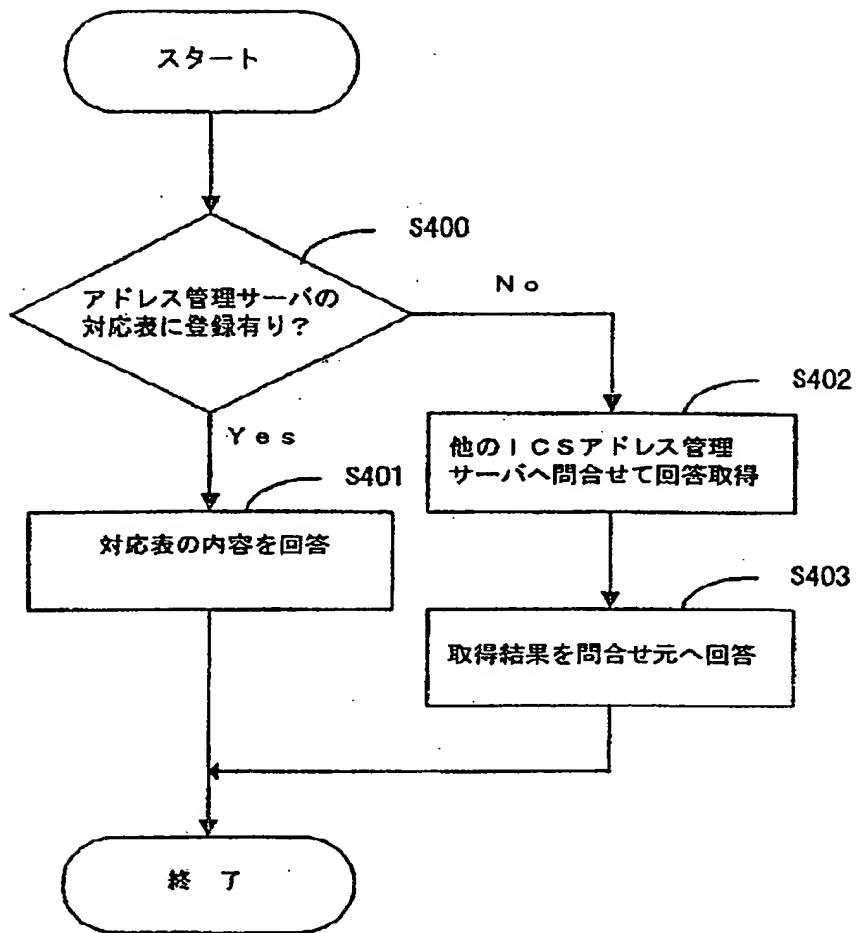 スタート
S400
アドレス管理サーバの
対応表に登録有り?
No
S402
Yes
他のICSアドレス管理
サーバへ問合せて回答取得
S401
対応表の内容を回答
S403
取得結果を問合せ元へ回答
終了